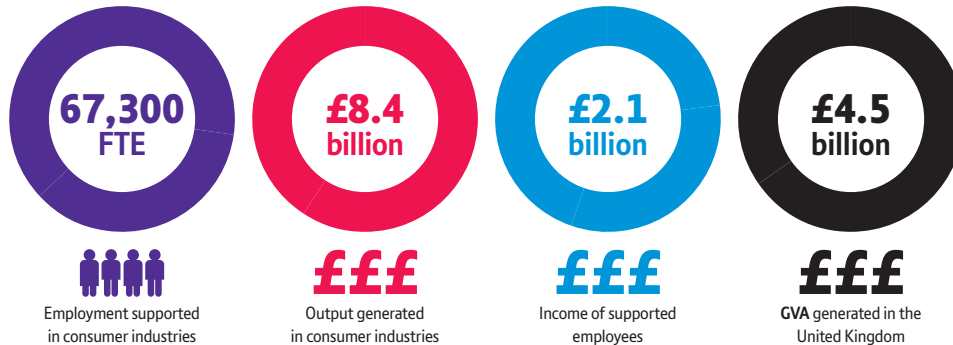 67,300
FTE
£8.4
billion
£2.1
billion
£4.5
billion
£££
£££
£££
Employment supported
in consumer industries
Output generated
in consumer industries
Income of supported
employees
GVA generated in the
United Kingdom